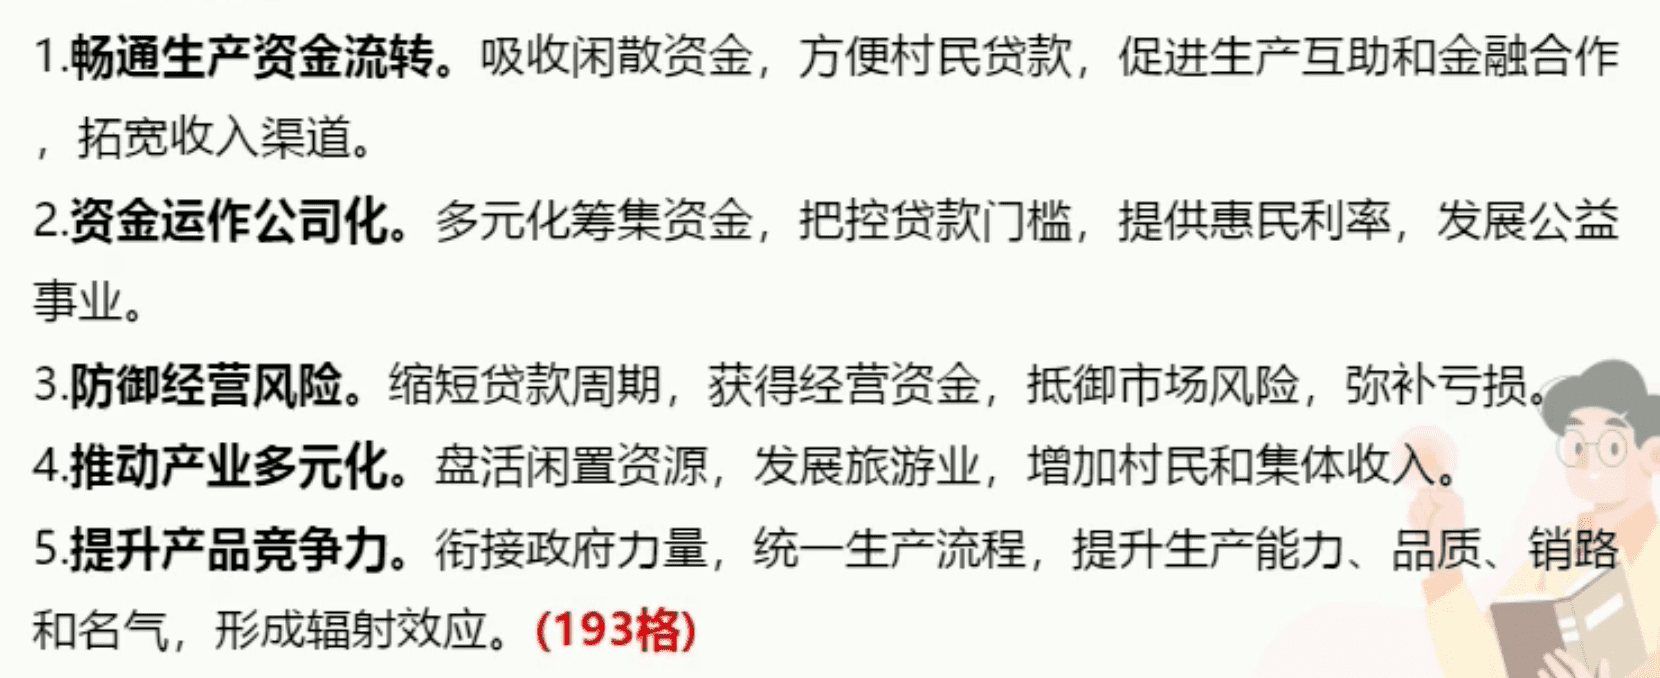 1.畅通生产资金流转。吸收闲散资金，方便村民贷款，促进生产互助和金融合作
，拓宽收入渠道。
2.资金运作公司化。多元化筹集资金，把控贷款门槛，提供惠民利率，发展公益
事业。
3.防御经营风险。缩短贷款周期，获得经营资金，抵御市场风险，弥补亏损。
4.推动产业多元化。盘活闲置资源，发展旅游业，增加村民和集体收入。
5.提升产品竞争力。衔接政府力量，统一生产流程，提升生产能力、品质、销路
和名气，形成辐射效应。(193格)